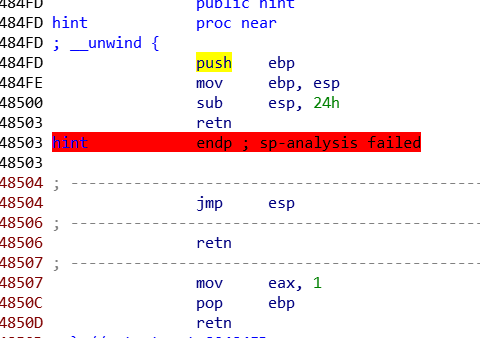 484FD public hint
484FD hint proc near
484FD ; __unwind {
484FD push ebp
484FE mov ebp, esp
48500 sub esp, 24h
48503 retn
48503 hint endp ; sp-analysis failed
48503
48504 ; ---------------------------------------------
48504 jmp esp
48506 ; ---------------------------------------------
48506 retn
48507 ; ---------------------------------------------
48507 mov eax, 1
4850C pop ebp
4850D retn